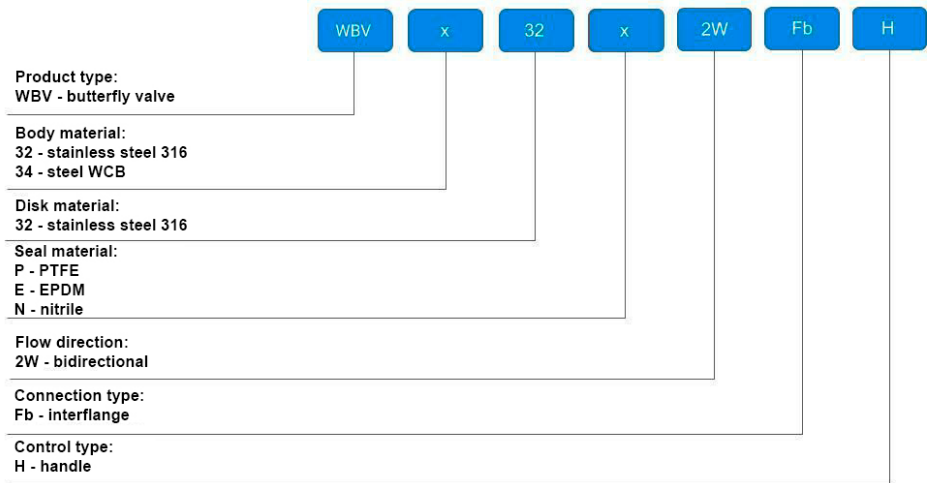 WBV x 32 x 2W Fb H
Product type:
WBV - butterfly valve
Body material:
32 - stainless steel 316
34 - steel WCB
Disk material:
32 - stainless steel 316
Seal material:
P - PTFE
E - EPDM
N - nitrile
Flow direction:
2W - bidirectional
Connection type:
Fb - interflange
Control type:
H - handle